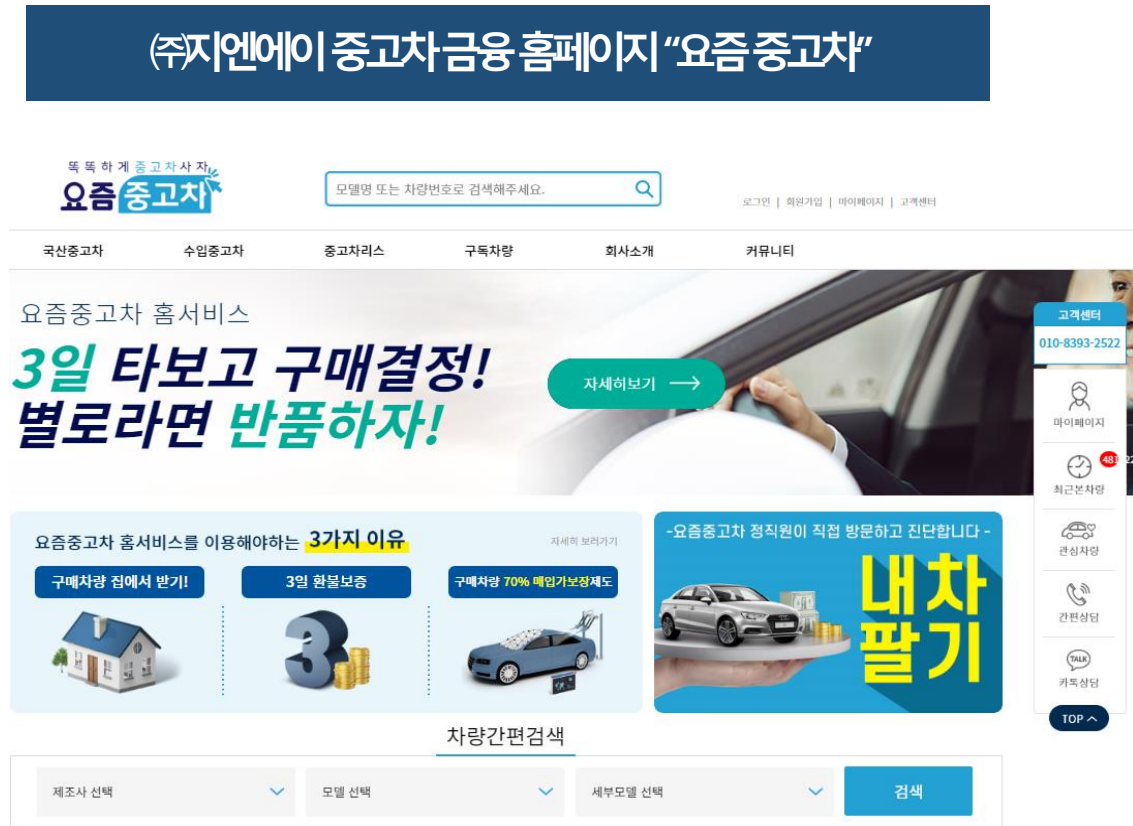 ㈜지엔에이 중고차 금융 홈페이지 “요즘 중고차”
똑똑하게 중고차 사자
요즘중고차
모델명 또는 차량번호로 검색해주세요.
로그인 | 회원가입 | 마이페이지 | 고객센터
국산중고차 수입중고차 중고차리스 구독차량 회사소개 커뮤니티
요즘중고차 홈서비스
3일 타보고 구매결정!
별로라면 반품하자!
자세히보기
고객센터
010-8393-2522
마이페이지
481
최근본차량
관심차량
간편상담
TALK
카톡상담
TOP
요즘중고차 홈서비스를 이용해야하는 3가지 이유
자세히 보러가기
구매차량 집에서 받기!
3일 환불보증
구매차량 70% 매입가보장제도
3
-요즘중고차 정직원이 직접 방문하고 진단합니다-
내차
팔기
차량간편검색
제조사 선택 모델 선택 세부모델 선택 검색